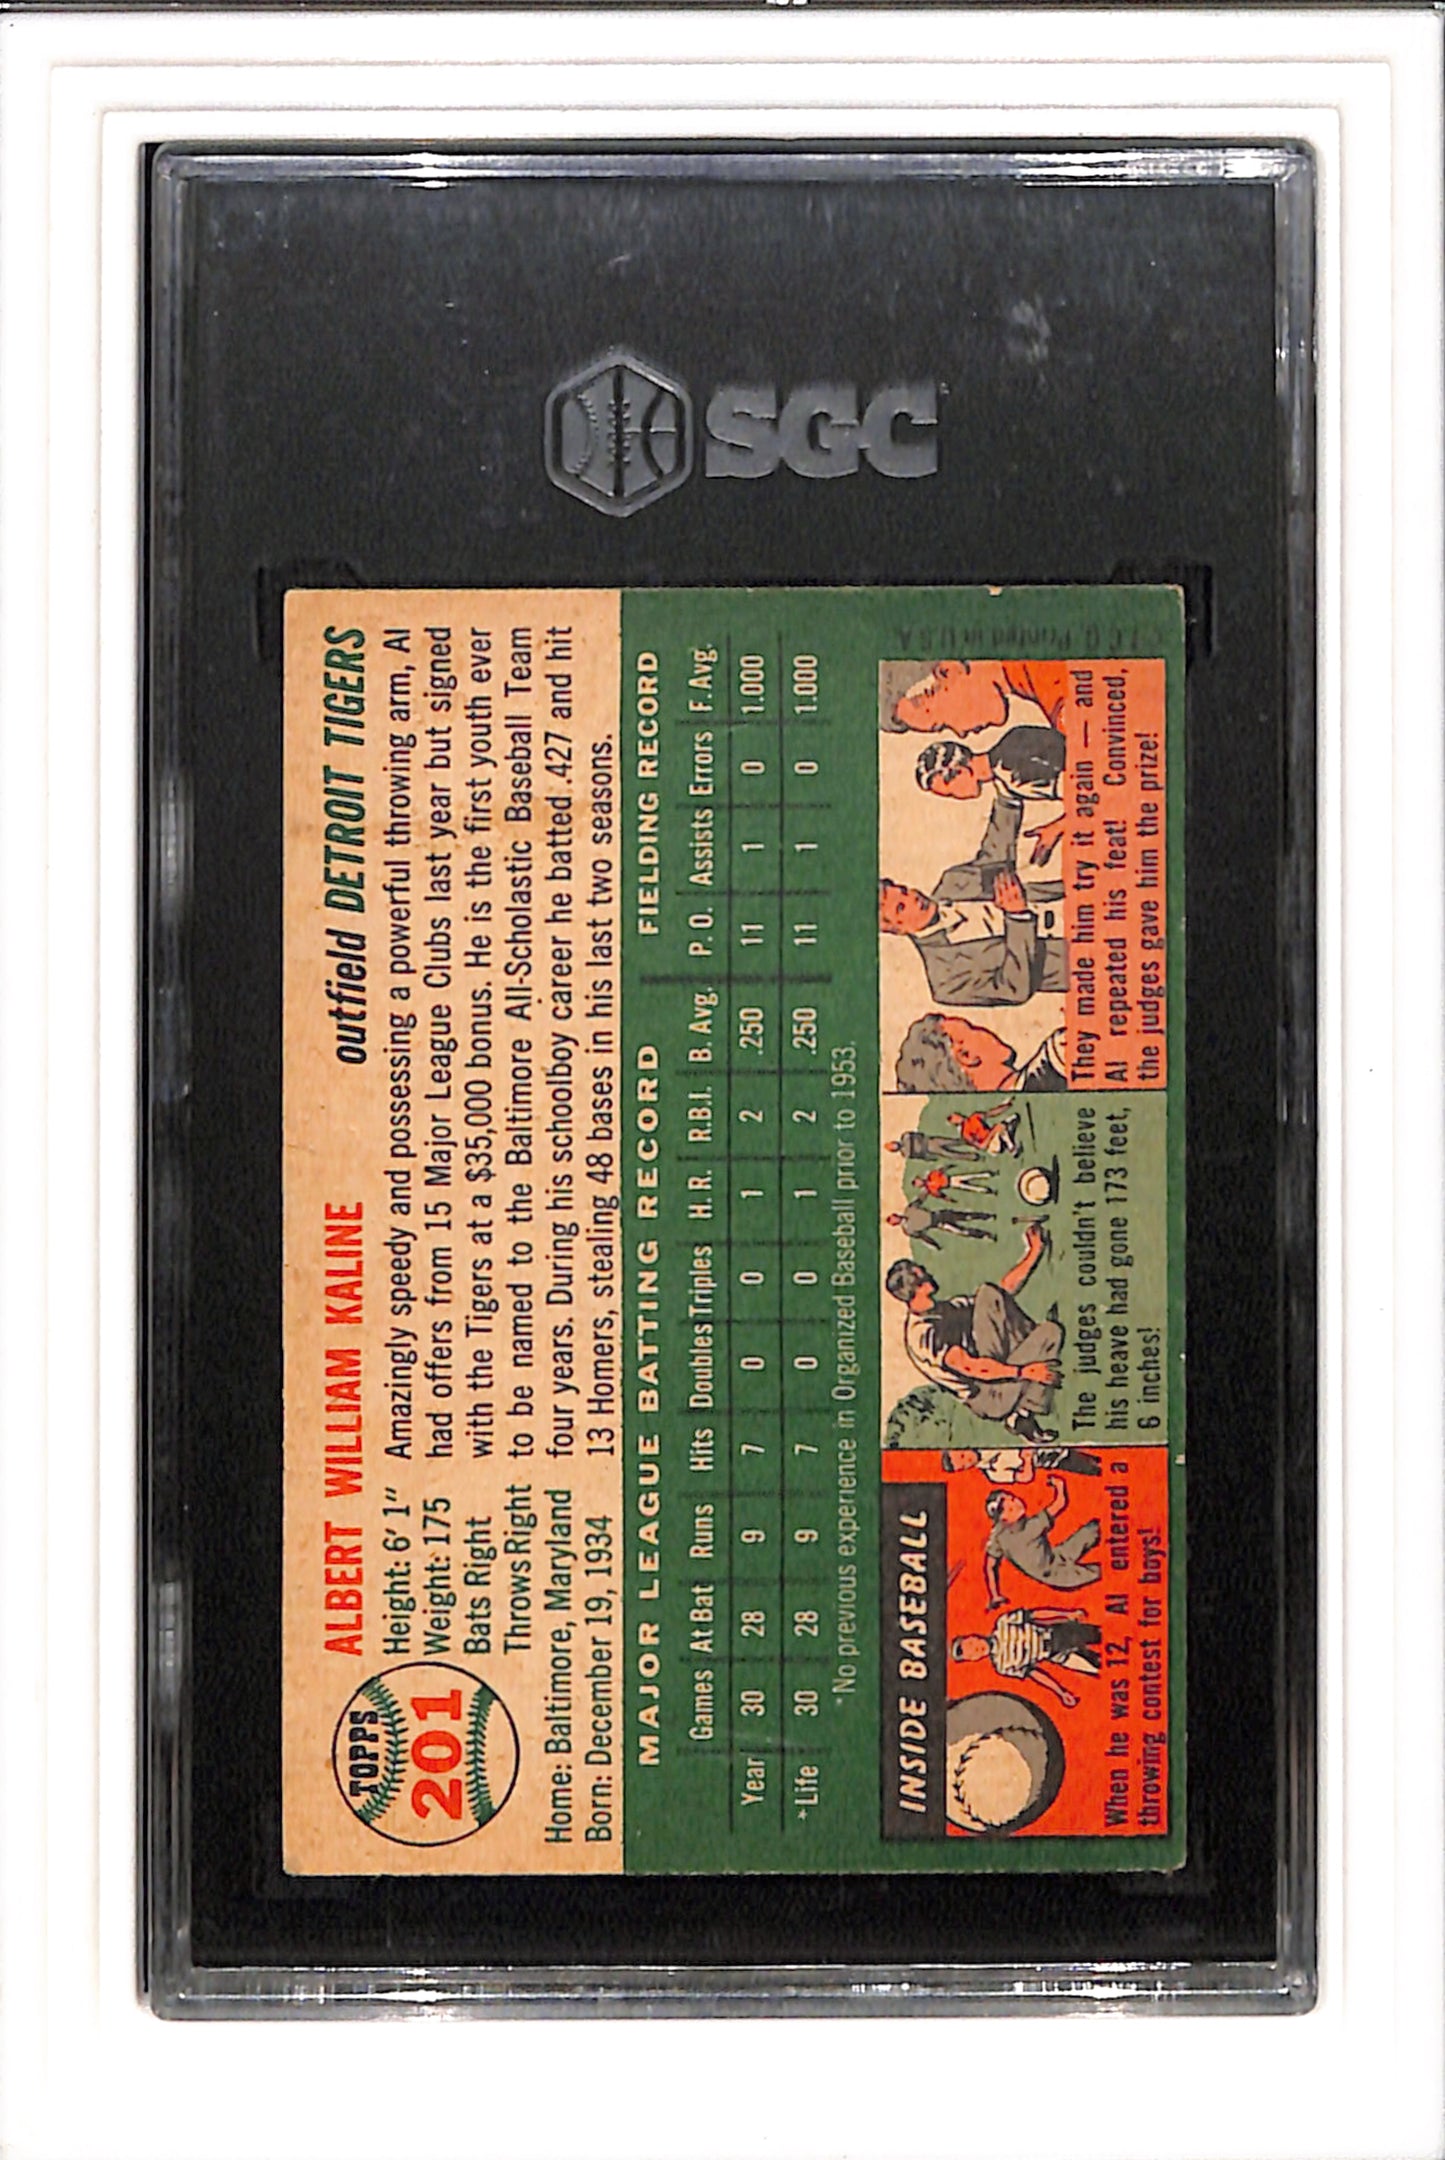 SGC
TOPPS
201
ALBERT WILLIAM KALINE
outfield DETROIT TIGERS
Height: 6' 1"
Weight: 175
Bats Right
Throws Right
Home: Baltimore, Maryland
Born: December 19, 1934
Amazingly speedy and possessing a powerful throwing arm, Al
had offers from 15 Major League Clubs last year but signed
with the Tigers at a $35,000 bonus. He is the first youth ever
to be named to the Baltimore All-Scholastic Baseball Team
four years. During his schoolboy career he batted .427 and hit
13 Homers, stealing 48 bases in his last two seasons.
MAJOR LEAGUE BATTING RECORD FIELDING RECORD
Games At Bat Runs Hits Doubles Triples H. R. R.B.I. B. Avg. P. O. Assists Errors F. Avg.
Year 30 28 9 7 0 0 1 2 .250 11 1 0 1.000
*Life 30 28 9 7 0 0 1 2 .250 11 1 0 1.000
*No previous experience in Organized Baseball prior to 1953.
INSIDE BASEBALL
When he was 12, Al entered a
throwing contest for boys!
The judges couldn't believe
his heave had gone 173 feet,
6 inches!
They made him try it again — and
Al repeated his feat! Convinced,
the judges gave him the prize!
T.C.G. Printed in U.S.A.